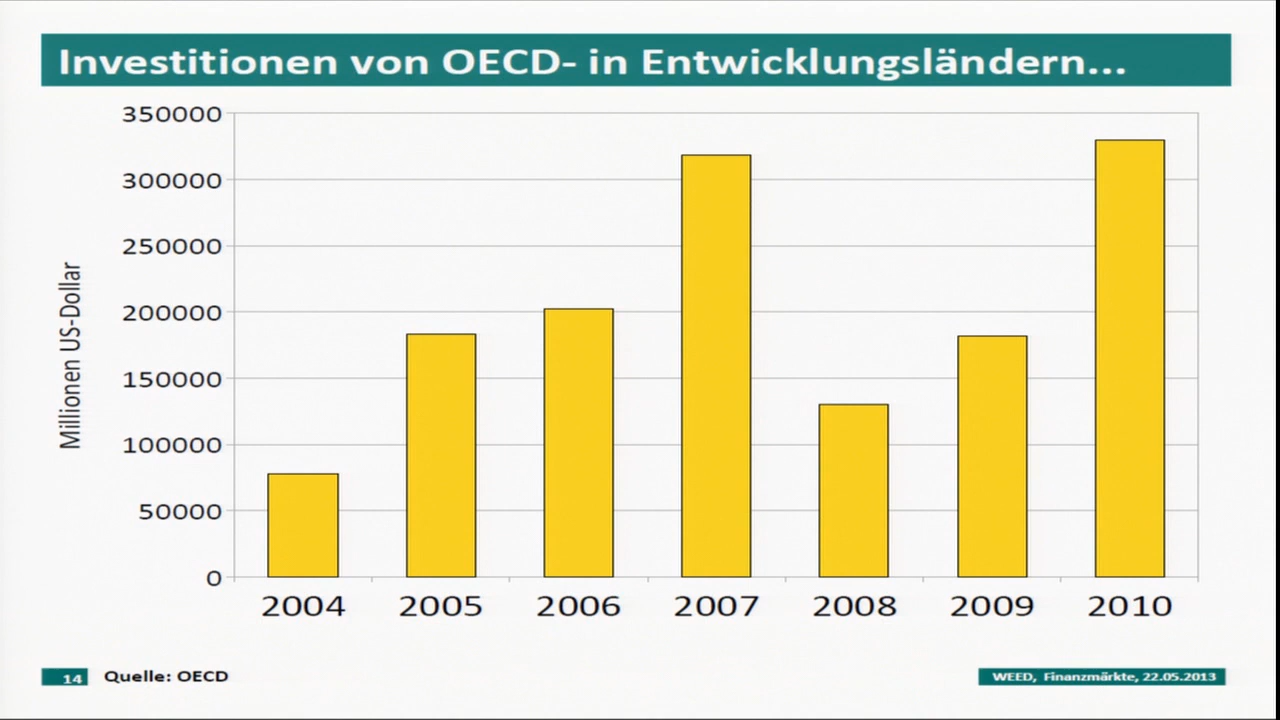 Investitionen von OECD- in Entwicklungsländern...
350000
300000
250000
200000
150000
100000
50000
0
Millionen US-Dollar
2004 2005 2006 2007 2008 2009 2010
14 Quelle: OECD
WEED, Finanzmärkte, 22.05.2013